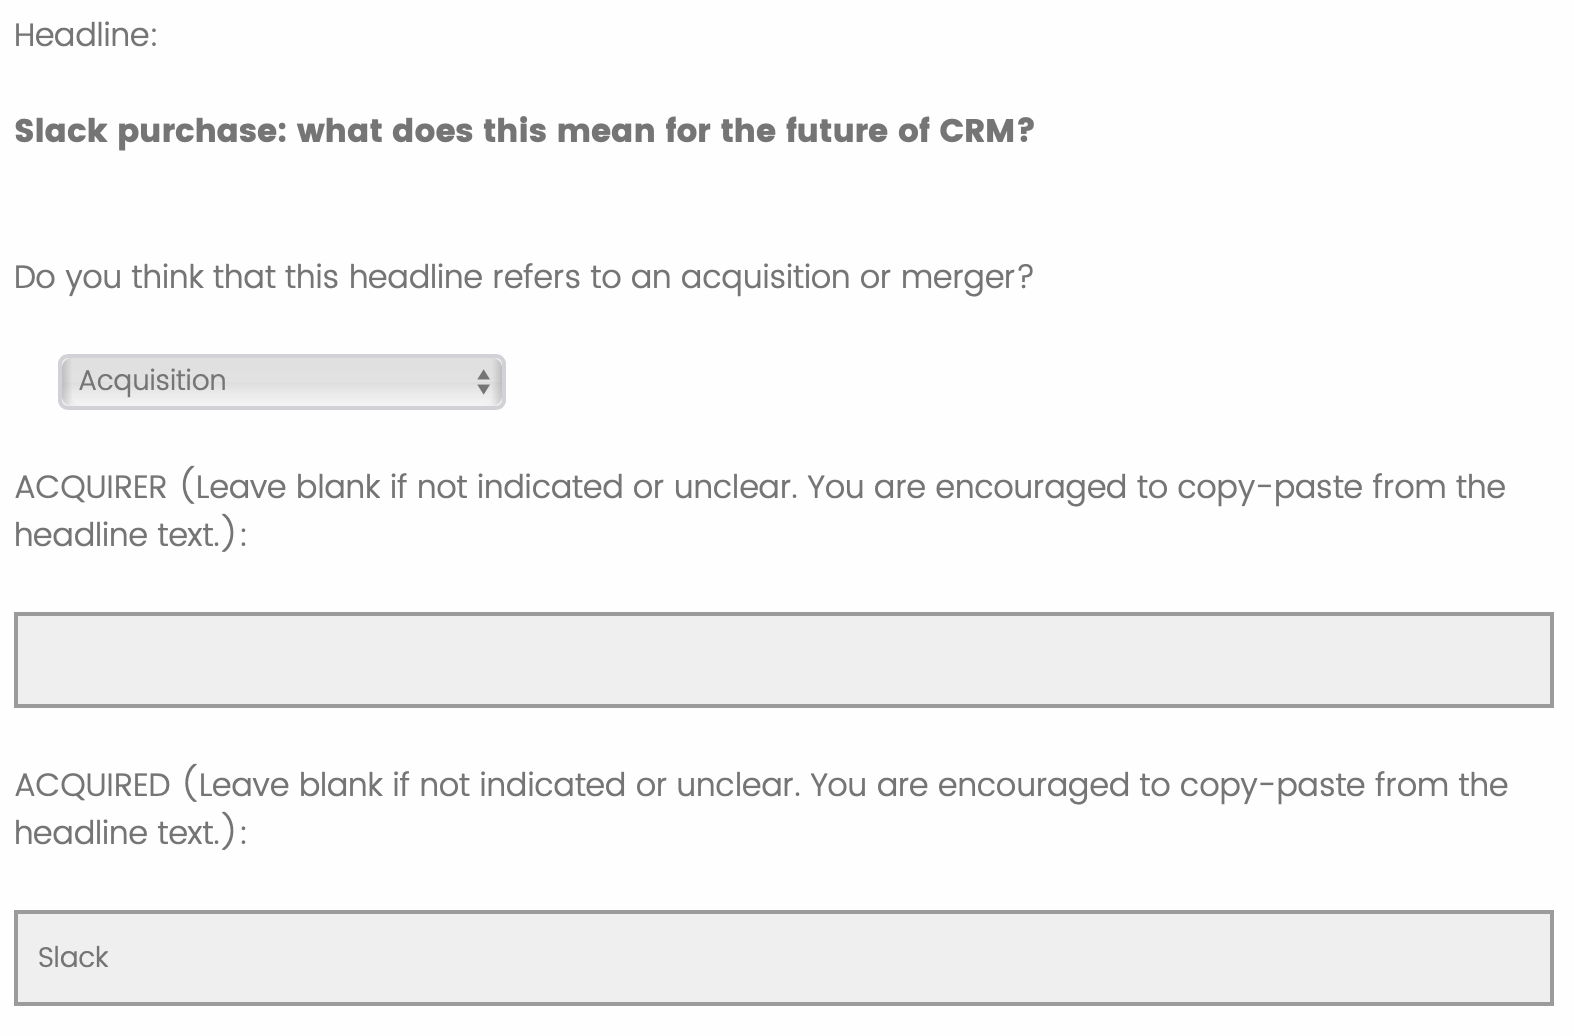 Headline:
Slack purchase: what does this mean for the future of CRM?
Do you think that this headline refers to an acquisition or merger?
Acquisition
ACQUIRER (Leave blank if not indicated or unclear. You are encouraged to copy-paste from the
headline text.):
ACQUIRED (Leave blank if not indicated or unclear. You are encouraged to copy-paste from the
headline text.):
Slack